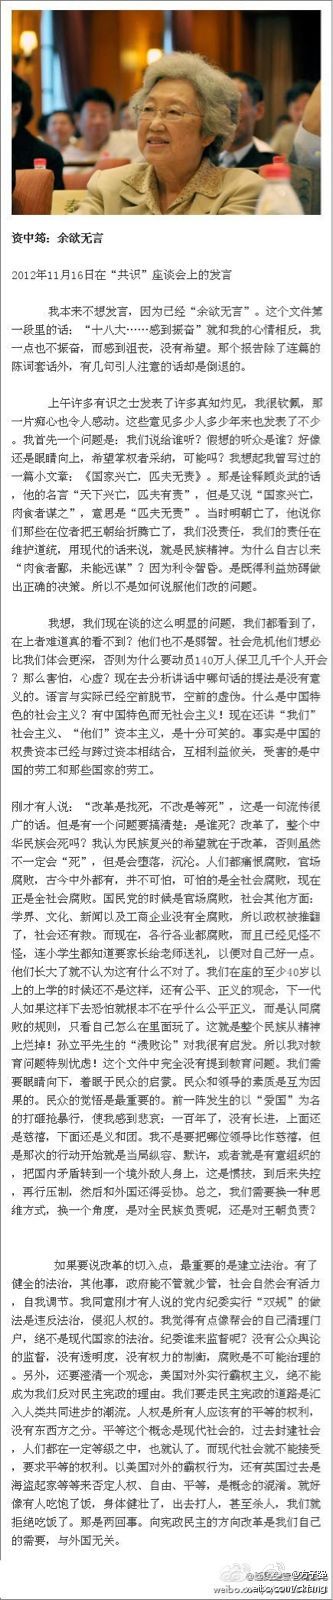 资中筠：余欲无言
2012年11月16日在“共识”座谈会上的发言
我本来不想发言，因为已经“余欲无言”。这个文件第
一段里的话：“十八大……感到振奋”就和我的心情相反，我
一点也不振奋，而感到沮丧，没有希望。那个报告除了连篇的
陈词套话外，有几句引人注意的话却是倒退的。
上午许多有识之士发表了许多真知灼见，我很钦佩，那
一片痴心也令人感动。这些意见多少人多少年来也发表了不少
。我首先一个问题是：我们说给谁听？假想的听众是谁？好像
还是眼睛向上，希望掌权者采纳，可能吗？我想起我曾写过的
一篇小文章：《国家兴亡，匹夫无责》。那是诠释顾炎武的话
，他的名言“天下兴亡，匹夫有责”，但是又说“国家兴亡，
肉食者谋之”，意思是“匹夫无责”。当时明朝亡了，他说你
们那些在位者把王朝给折腾亡了，我们没责任，我们的责任在
维护道统，用现代的话来说，就是民族精神。为什么自古以来
“肉食者鄙，未能远谋”？因为利令智昏。是既得利益妨碍做
出正确的决策。所以不是如何说服他们改的问题。
我想，我们现在谈的这么明显的问题，我们都看到了，
在上者难道真的看不到？他们也不是弱智。社会危机他们想必
比我们体会更深，否则为什么要动员140万人保卫几千个人开会
？那么害怕，心虚？现在去分析讲话中哪句话的提法是没有意
义的。语言与实际已经空前脱节，空前的虚伪。什么是中国特
色的社会主义？有中国特色而无社会主义！现在还讲“我们”
社会主义、“他们”资本主义，是十分可笑的。事实是中国的
权贵资本已经与跨过资本相结合，互相利益攸关，受害的是中
国的劳工和那些国家的劳工。
刚才有人说：“改革是找死，不改是等死”，这是一句流传很
广的话。但是有一个问题要搞清楚：是谁死？改革了，整个中
华民族会死吗？我认为民族复兴的希望就在于改革，否则虽然
不一定会“死”，但是会堕落，沉沦。人们都痛恨腐败，官场
腐败，古今中外都有，并不可怕，可怕的是全社会腐败，现在
正是全社会腐败。国民党的时候是官场腐败，社会其他方面：
学界、文化、新闻以及工商企业没有全腐败，所以政权被推翻
了，社会还有救。而现在，各行各业都腐败，而且已经见怪不
怪，连小学生都知道要家长给老师送礼，以便对自己好一点。
他们长大了就不认为这有什么不对了。我们在座的至少40岁以
上的上学的时候还不是这样，还有公平、正义的观念，下一代
人如果这样下去恐怕就根本不在乎什么公平正义，而是认同腐
败的规则，只看自己怎么在里面玩了。这就是整个民族从精神
上烂掉！孙立平先生的“溃败论”对我很有启发。所以我对教
育问题特别忧虑！这个文件中完全没有提到教育问题。我们需
要眼睛向下，着眼于民众的启蒙。民众和领导的素质是互为因
果的。民众的觉悟是最重要的。前一阵发生的以“爱国”为名
的打砸抢暴行，使我感到悲哀：一百年了，没有长进，上面还
是慈禧，下面还是义和团。我不是要把哪位领导比作慈禧，但
是那次的行动开始就是当局纵容、默许，或者就是有意组织的
，把国内矛盾转到一个境外敌人身上，这是惯技，到后来失控
，再行压制，然后和外国还得妥协。总之，我们需要换一种思
维方式，换一个角度，是对全民族负责呢，还是对王朝负责？
如果要说改革的切入点，最重要的是建立法治。有了
健全的法治，其他事，政府能不管就少管，社会自然会有活力
，自我调节。我同意刚才有人说的党内纪委实行“双规”的做
法是违反法治，侵犯人权的。我觉得有点像帮会的自己清理门
户，绝不是现代国家的法治。纪委谁来监督呢？没有公众舆论
的监督，没有透明度，没有权力的制衡，腐败是不可能治理的
。另外，还要澄清一个观念，美国对外实行霸权主义，绝不能
成为我们反对民主宪政的理由。我们要走民主宪政的道路是汇
入人类共同进步的潮流。人权是所有人应该有的平等的权利，
没有东西方之分。平等这个概念是现代社会的，过去封建社会
，人们都在一定等级之中，也就认了。而现代社会就不能接受
，要求平等的权利。以美国对外的霸权行为，还有英国过去是
海盗起家等等来否定人权、自由、平等，是概念的混淆。就好
像有人吃饱了饭，身体健壮了，出去打人，甚至杀人，我们就
拒绝吃饭了。那是两回事。向宪政民主的方向改革是我们自己
的需要，与外国无关。